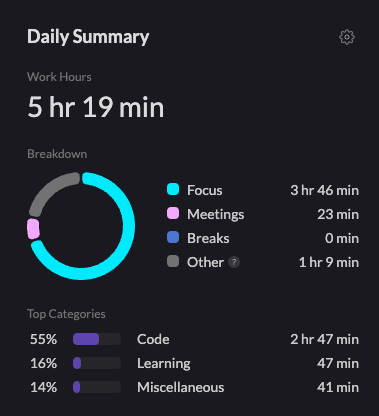 Daily Summary
Work Hours
5 hr 19 min
Breakdown
Focus 3 hr 46 min
Meetings 23 min
Breaks 0 min
Other ? 1 hr 9 min
Top Categories
55% Code 2 hr 47 min
16% Learning 47 min
14% Miscellaneous 41 min